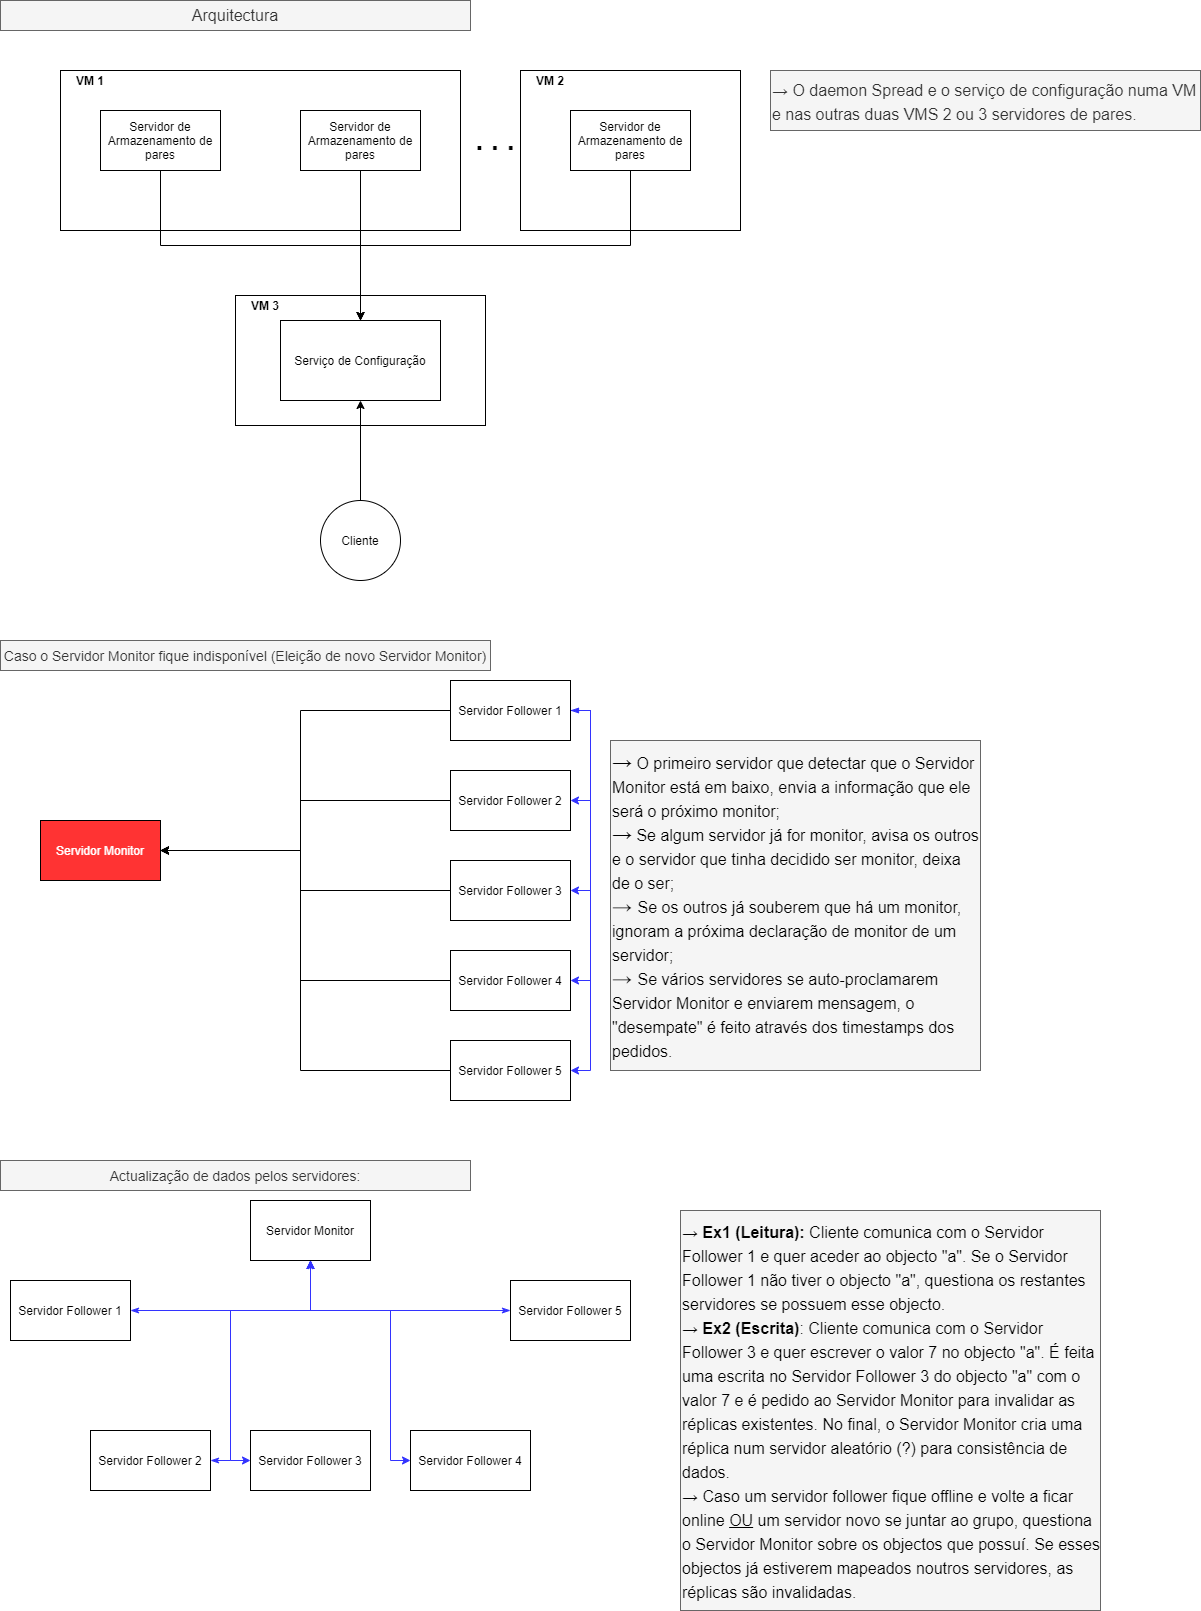 Arquitectura
VM 1
VM 2
Servidor de
Armazenamento de
pares
Servidor de
Armazenamento de
pares
. . .
Servidor de
Armazenamento de
pares
→ O daemon Spread e o serviço de configuração numa VM
e nas outras duas VMS 2 ou 3 servidores de pares.
VM 3
Serviço de Configuração
Cliente
Caso o Servidor Monitor fique indisponível (Eleição de novo Servidor Monitor)
Servidor Monitor
Servidor Follower 1
Servidor Follower 2
Servidor Follower 3
Servidor Follower 4
Servidor Follower 5
→ O primeiro servidor que detectar que o Servidor
Monitor está em baixo, envia a informação que ele
será o próximo monitor;
→ Se algum servidor já for monitor, avisa os outros
e o servidor que tinha decidido ser monitor, deixa
de o ser;
→ Se os outros já souberem que há um monitor,
ignoram a próxima declaração de monitor de um
servidor;
→ Se vários servidores se auto-proclamarem
Servidor Monitor e enviarem mensagem, o
"desempate" é feito através dos timestamps dos
pedidos.
Actualização de dados pelos servidores:
Servidor Monitor
Servidor Follower 1
Servidor Follower 5
Servidor Follower 2
Servidor Follower 3
Servidor Follower 4
→ Ex1 (Leitura): Cliente comunica com o Servidor
Follower 1 e quer aceder ao objecto "a". Se o Servidor
Follower 1 não tiver o objecto "a", questiona os restantes
servidores se possuem esse objecto.
→ Ex2 (Escrita): Cliente comunica com o Servidor
Follower 3 e quer escrever o valor 7 no objecto "a". É feita
uma escrita no Servidor Follower 3 do objecto "a" com o
valor 7 e é pedido ao Servidor Monitor para invalidar as
réplicas existentes. No final, o Servidor Monitor cria uma
réplica num servidor aleatório (?) para consistência de
dados.
→ Caso um servidor follower fique offline e volte a ficar
online OU um servidor novo se juntar ao grupo, questiona
o Servidor Monitor sobre os objectos que possuí. Se esses
objectos já estiverem mapeados noutros servidores, as
réplicas são invalidadas.